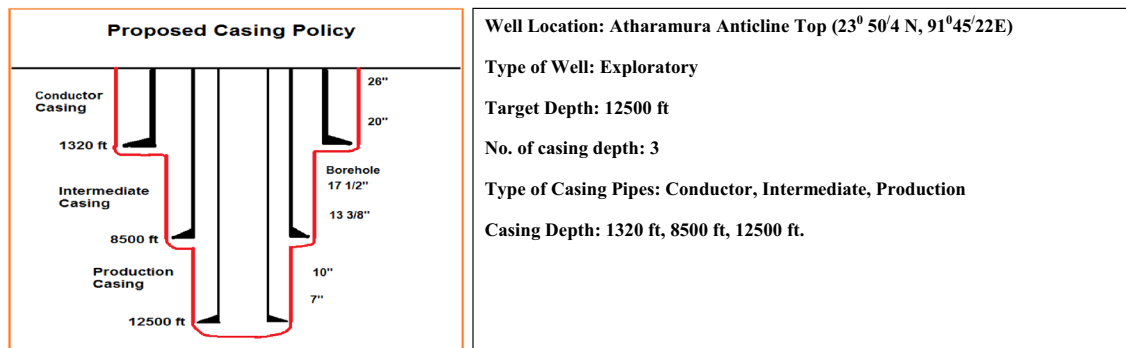 Proposed Casing Policy
Conductor
Casing
26"
20"
1320 ft
Intermediate
Casing
Borehole
17 1/2"
13 3/8"
8500 ft
Production
Casing
10"
7"
12500 ft
Well Location: Atharamura Anticline Top (23⁰ 50/4 N, 91⁰45/22E)
Type of Well: Exploratory
Target Depth: 12500 ft
No. of casing depth: 3
Type of Casing Pipes: Conductor, Intermediate, Production
Casing Depth: 1320 ft, 8500 ft, 12500 ft.